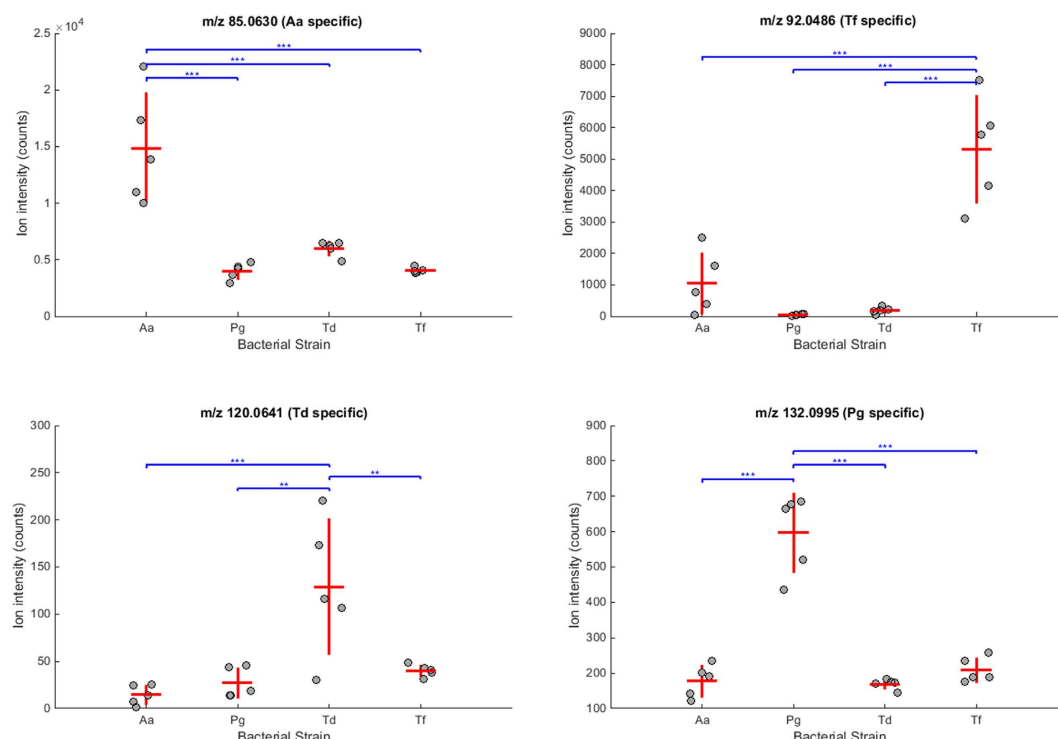 m/z 85.0630 (Aa specific)
× 10⁴
2.5
2
1.5
1
0.5
0
Ion intensity (counts)
***
***
***
Aa
Pg
Td
Tf
Bacterial Strain
m/z 92.0486 (Tf specific)
9000
8000
7000
6000
5000
4000
3000
2000
1000
0
Ion intensity (counts)
***
***
***
Aa
Pg
Td
Tf
Bacterial Strain
m/z 120.0641 (Td specific)
300
250
200
150
100
50
0
Ion intensity (counts)
***
**
**
Aa
Pg
Td
Tf
Bacterial Strain
m/z 132.0995 (Pg specific)
900
800
700
600
500
400
300
200
100
Ion intensity (counts)
***
***
***
Aa
Pg
Td
Tf
Bacterial Strain